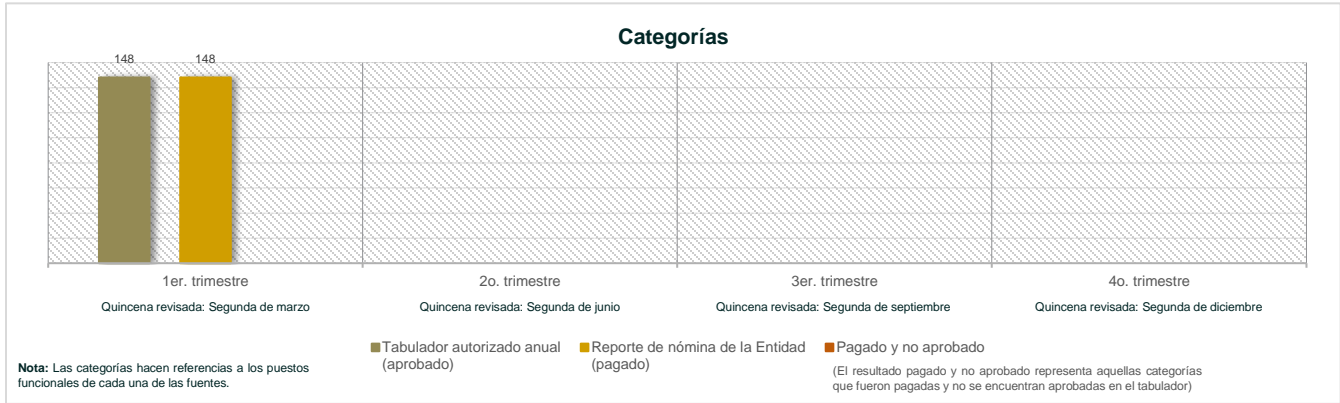 Categorías
148
148
1er. trimestre
2o. trimestre
3er. trimestre
4o. trimestre
Quincena revisada: Segunda de marzo
Quincena revisada: Segunda de junio
Quincena revisada: Segunda de septiembre
Quincena revisada: Segunda de diciembre
Tabulador autorizado anual
(aprobado)
Reporte de nómina de la Entidad
(pagado)
Pagado y no aprobado
(El resultado pagado y no aprobado representa aquellas categorías
que fueron pagadas y no se encuentran aprobadas en el tabulador)
Nota: Las categorías hacen referencias a los puestos
funcionales de cada una de las fuentes.